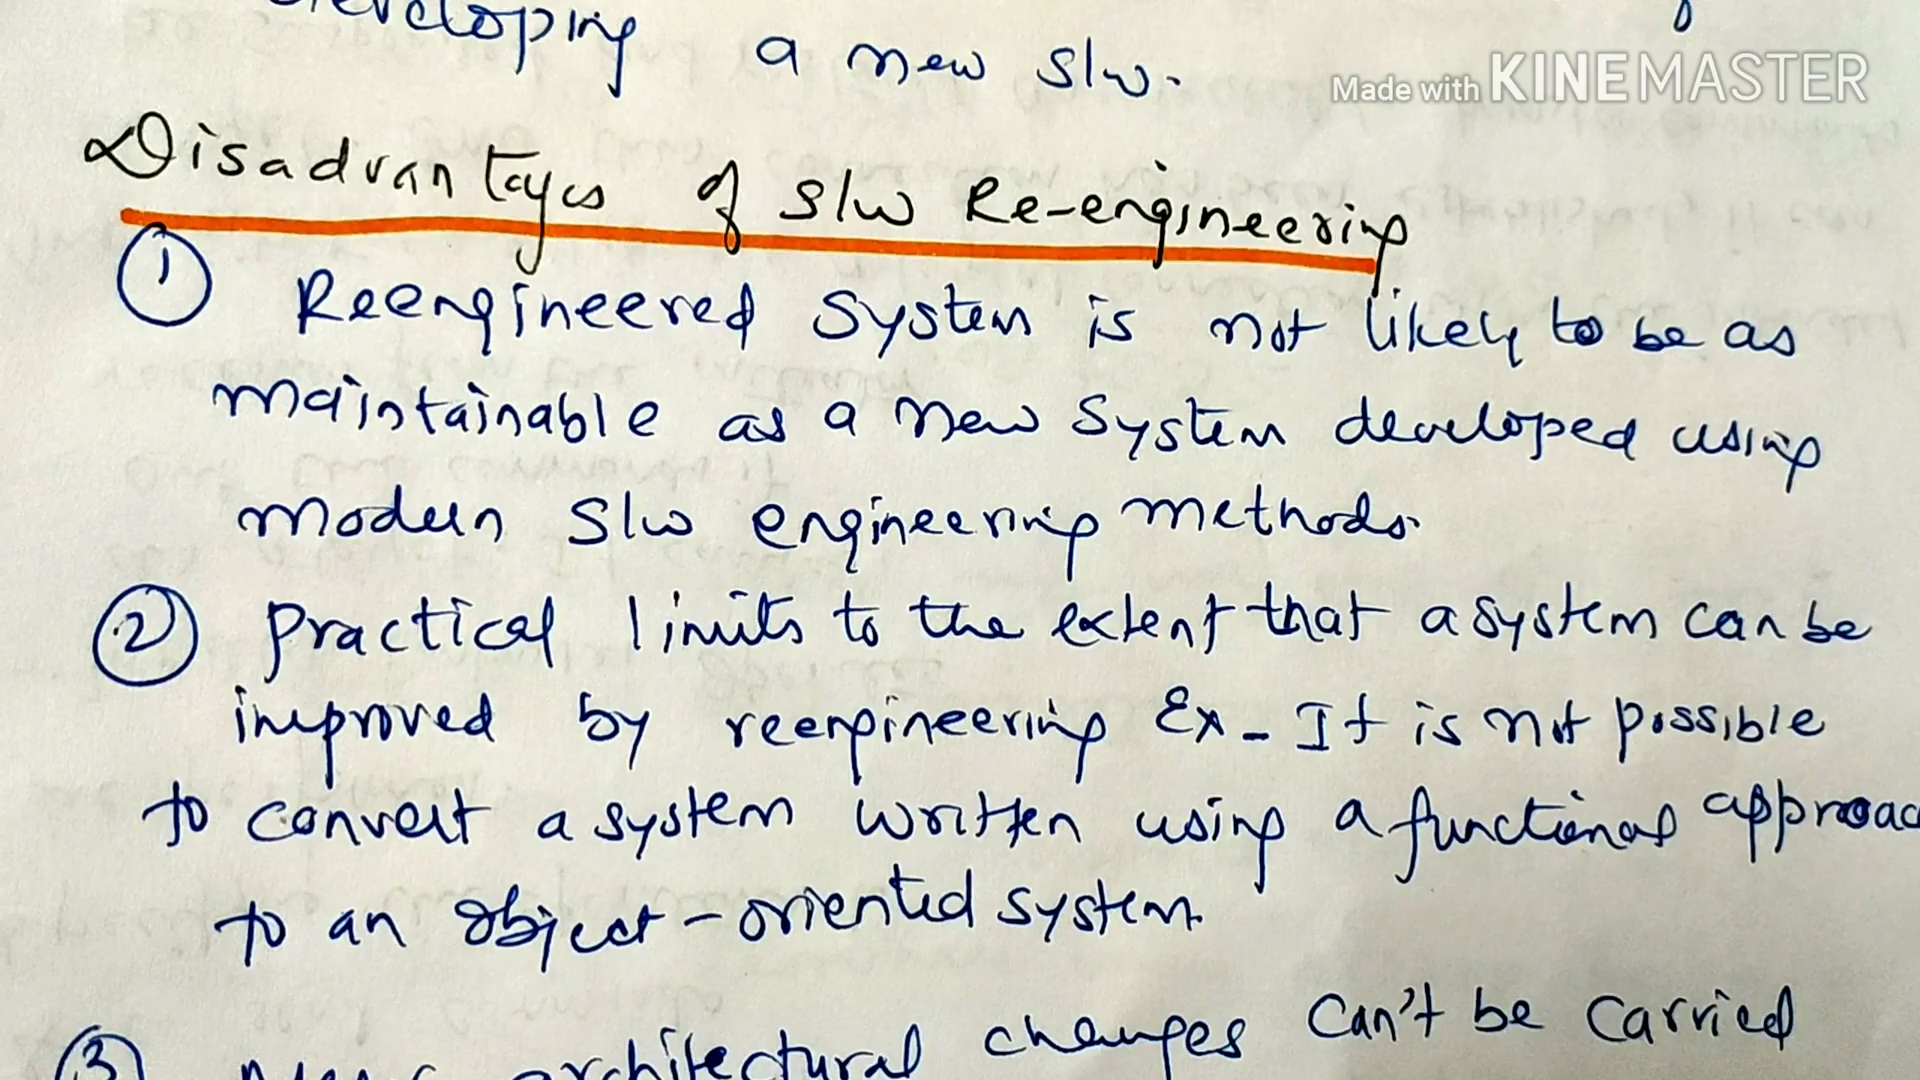 developing a new s/w.
Made with KINEMASTER
Disadvantages of s/w Re-engineering
① Reengineered system is not likely to be as
maintainable as a new system developed using
modern s/w engineering methods.
② practical limits to the extent that a system can be
improved by reengineering Ex - It is not possible
to convert a system written using a functional approac
to an object-oriented system.
③ architectural changes can't be carried